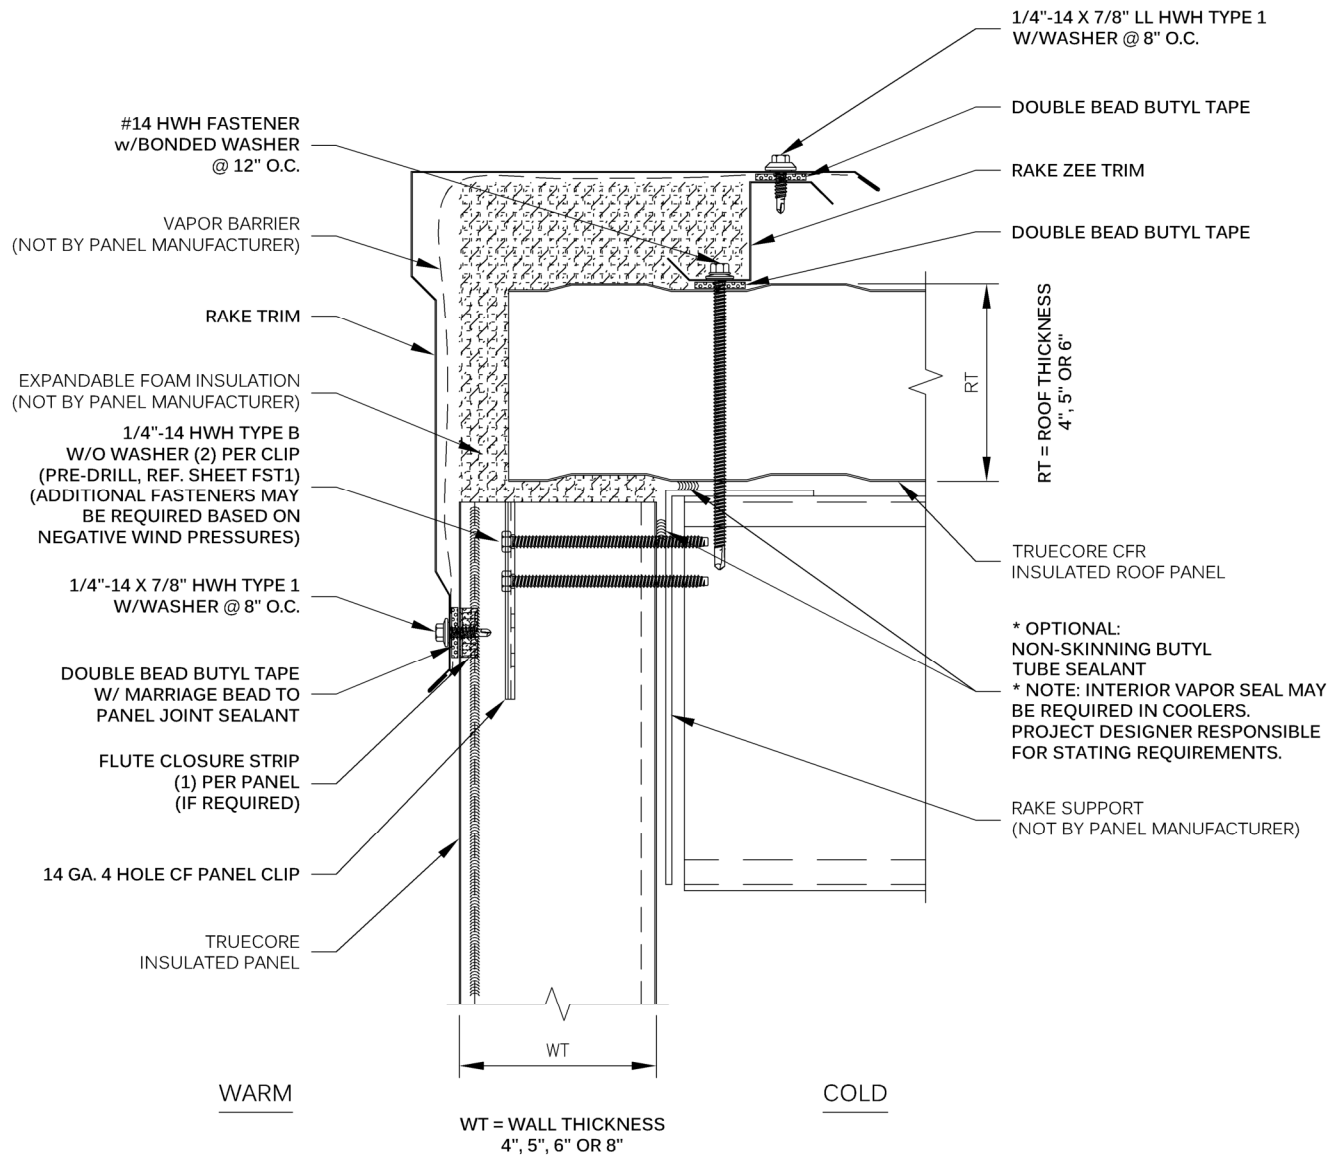 1/4"-14 X 7/8" LL HWH TYPE 1
W/WASHER @ 8" O.C.
DOUBLE BEAD BUTYL TAPE
RAKE ZEE TRIM
DOUBLE BEAD BUTYL TAPE
#14 HWH FASTENER
w/BONDED WASHER
@ 12" O.C.
VAPOR BARRIER
(NOT BY PANEL MANUFACTURER)
RAKE TRIM
EXPANDABLE FOAM INSULATION
(NOT BY PANEL MANUFACTURER)
1/4"-14 HWH TYPE B
W/O WASHER (2) PER CLIP
(PRE-DRILL, REF. SHEET FST1)
(ADDITIONAL FASTENERS MAY
BE REQUIRED BASED ON
NEGATIVE WIND PRESSURES)
1/4"-14 X 7/8" HWH TYPE 1
W/WASHER @ 8" O.C.
DOUBLE BEAD BUTYL TAPE
W/ MARRIAGE BEAD TO
PANEL JOINT SEALANT
FLUTE CLOSURE STRIP
(1) PER PANEL
(IF REQUIRED)
14 GA. 4 HOLE CF PANEL CLIP
TRUECORE
INSULATED PANEL
RT
RT = ROOF THICKNESS
4", 5" OR 6"
TRUECORE CFR
INSULATED ROOF PANEL
* OPTIONAL:
NON-SKINNING BUTYL
TUBE SEALANT
* NOTE: INTERIOR VAPOR SEAL MAY
BE REQUIRED IN COOLERS.
PROJECT DESIGNER RESPONSIBLE
FOR STATING REQUIREMENTS.
RAKE SUPPORT
(NOT BY PANEL MANUFACTURER)
WT
WARM
COLD
WT = WALL THICKNESS
4", 5", 6" OR 8"